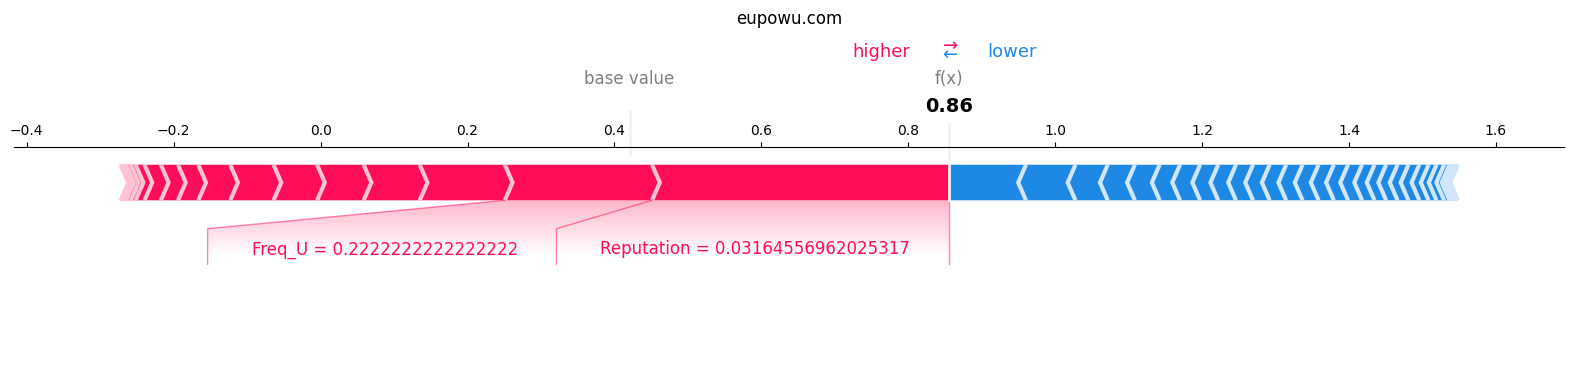 eupowu.com
higher ⇄ lower
base value f(x)
0.86
−0.4 −0.2 0.0 0.2 0.4 0.6 0.8 1.0 1.2 1.4 1.6
Freq_U = 0.2222222222222222 Reputation = 0.03164556962025317